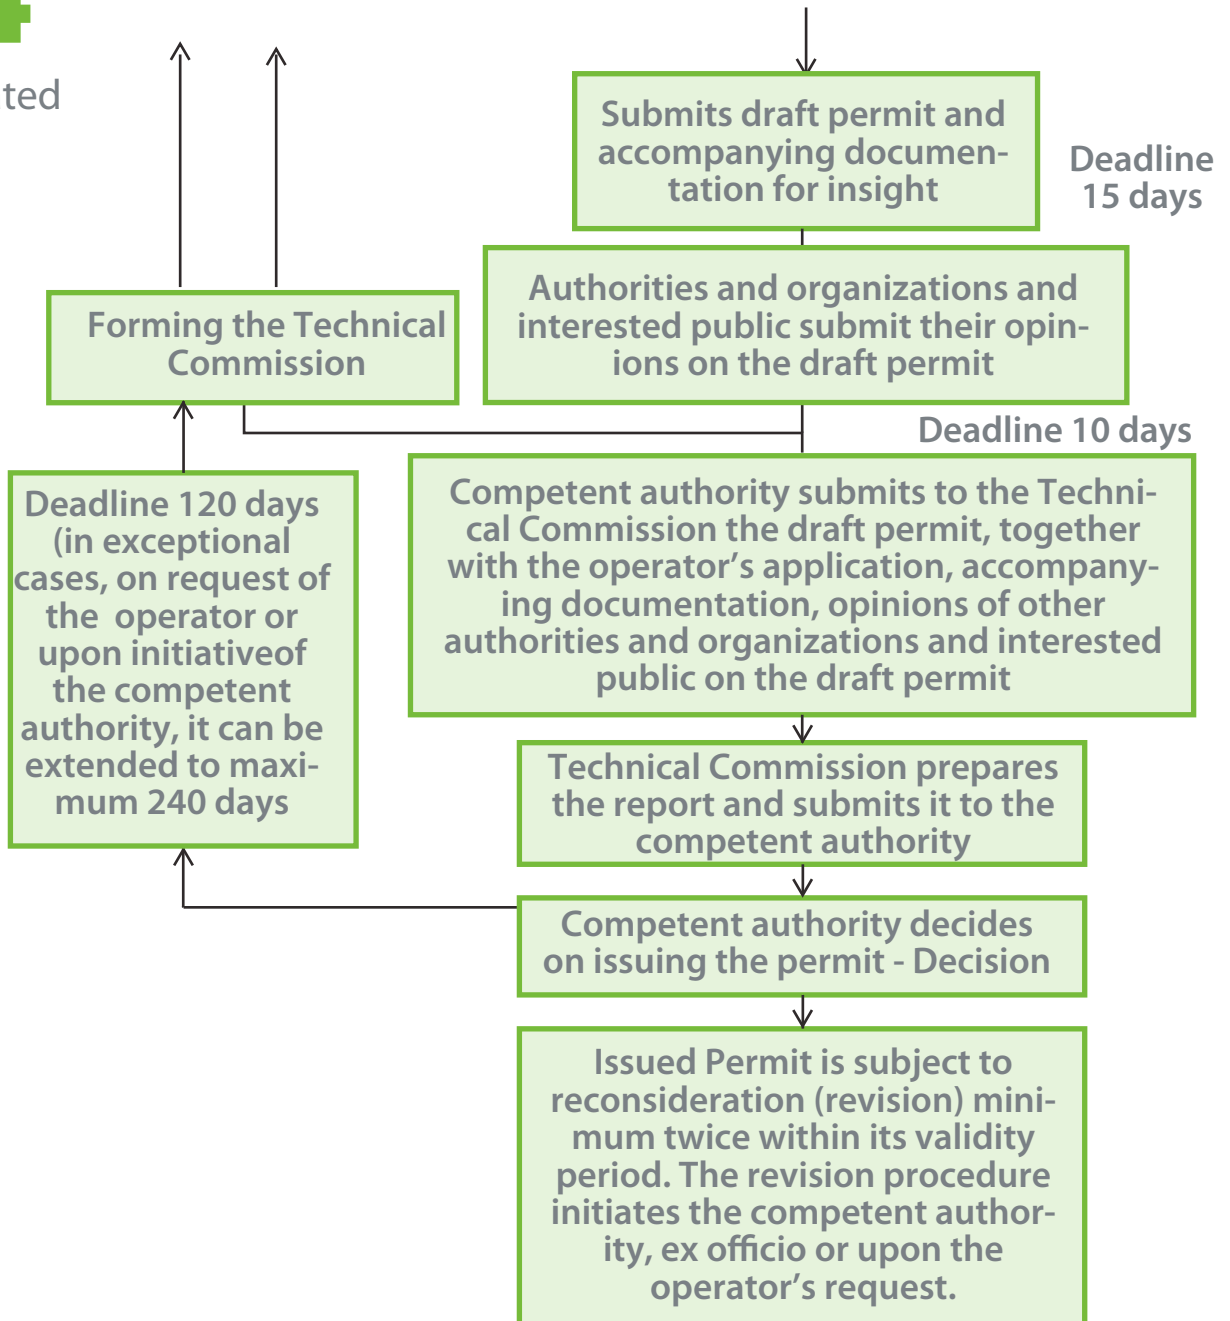 ted
Submits draft permit and
accompanying documen-
tation for insight
Deadline
15 days
Authorities and organizations and
interested public submit their opin-
ions on the draft permit
Forming the Technical
Commission
Deadline 10 days
Deadline 120 days
(in exceptional
cases, on request of
the operator or
upon initiativeof
the competent
authority, it can be
extended to maxi-
mum 240 days
Competent authority submits to the Techni-
cal Commission the draft permit, together
with the operator’s application, accompany-
ing documentation, opinions of other
authorities and organizations and interested
public on the draft permit
Technical Commission prepares
the report and submits it to the
competent authority
Competent authority decides
on issuing the permit - Decision
Issued Permit is subject to
reconsideration (revision) mini-
mum twice within its validity
period. The revision procedure
initiates the competent author-
ity, ex officio or upon the
operator’s request.